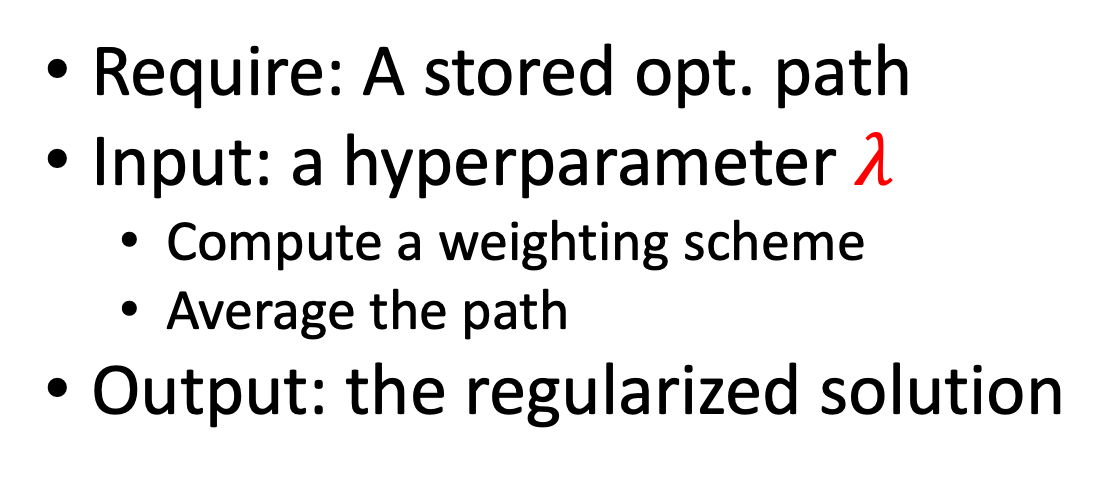 • Require: A stored opt. path
• Input: a hyperparameter λ
• Compute a weighting scheme
• Average the path
• Output: the regularized solution